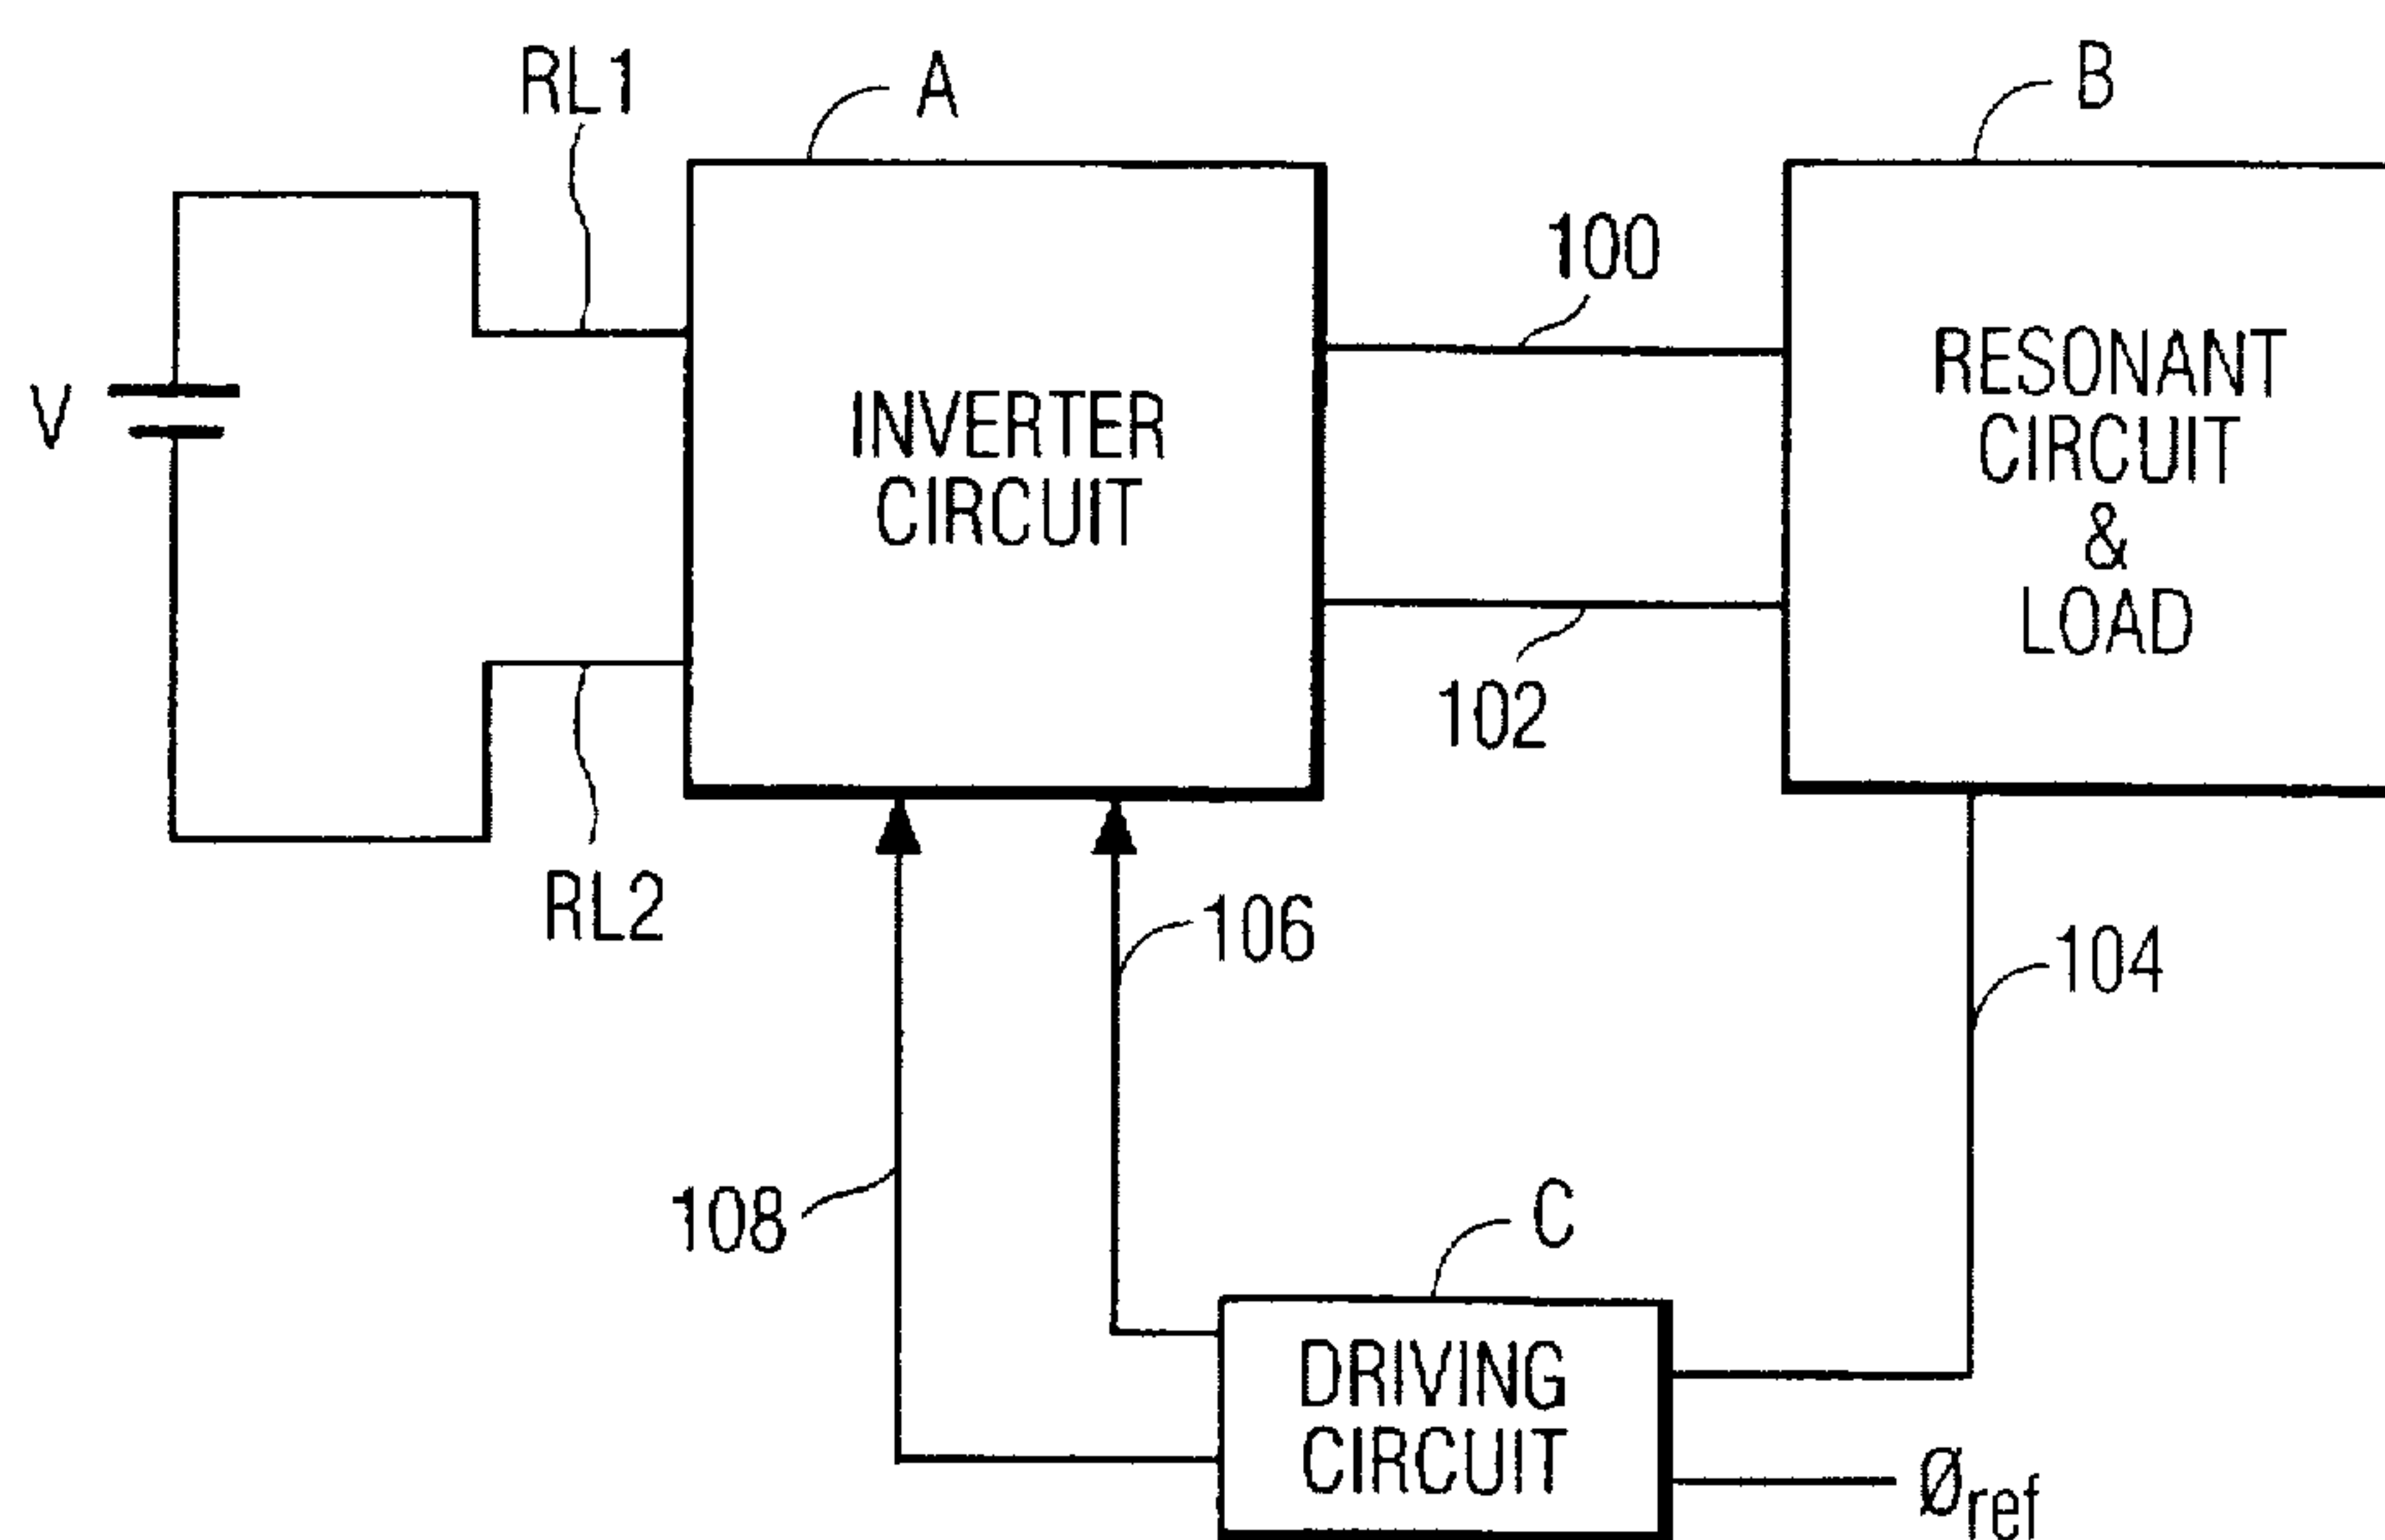 RL1
A
B
V
100
INVERTER
CIRCUIT
RESONANT
CIRCUIT
&
LOAD
102
RL2
106
104
108
C
DRIVING
CIRCUIT
Øref